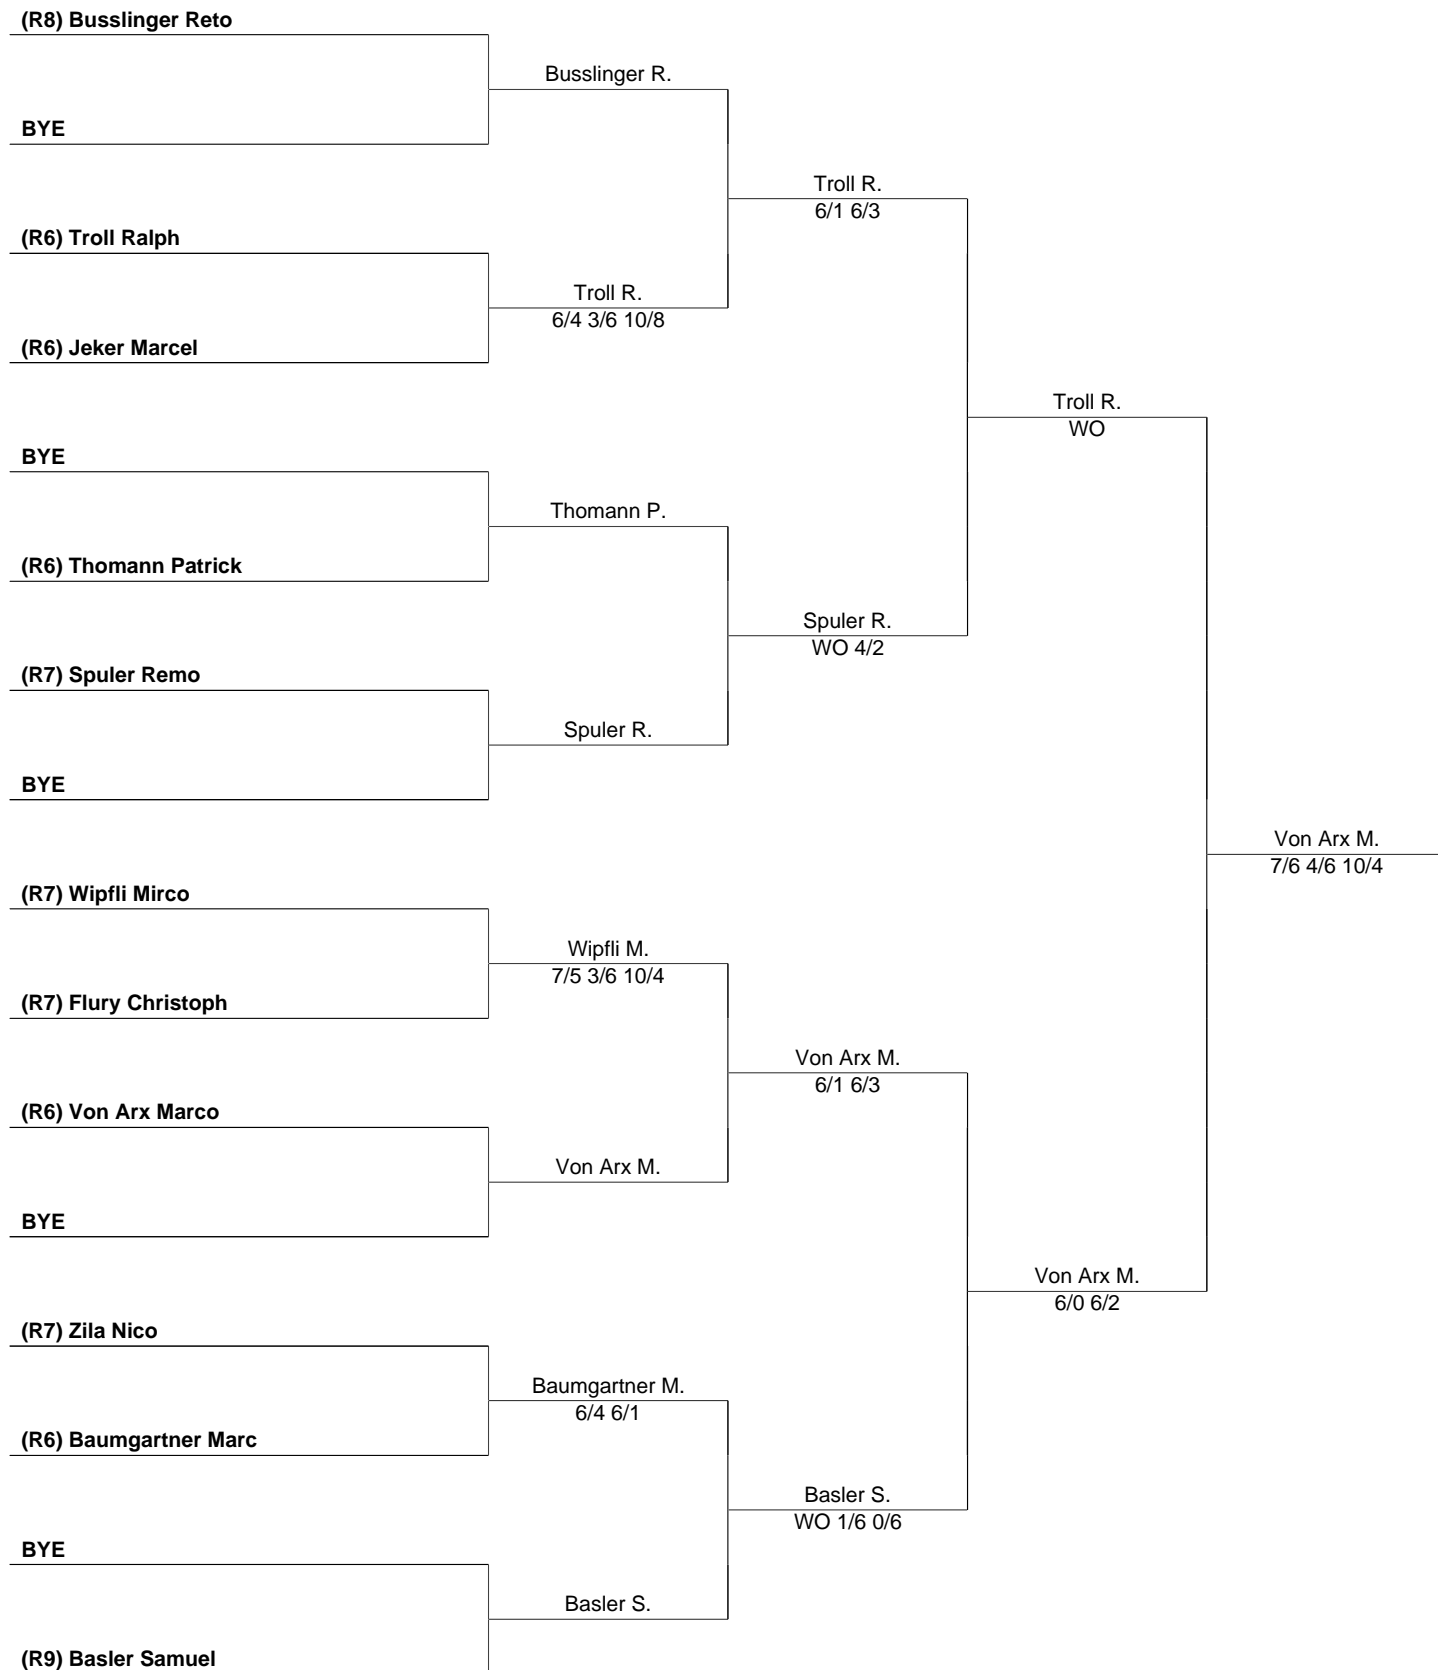 (R8) Busslinger Reto
Busslinger R.
BYE
Troll R.
6/1 6/3
(R6) Troll Ralph
Troll R.
6/4 3/6 10/8
(R6) Jeker Marcel
Troll R.
WO
BYE
Thomann P.
(R6) Thomann Patrick
Spuler R.
WO 4/2
(R7) Spuler Remo
Spuler R.
BYE
Von Arx M.
7/6 4/6 10/4
(R7) Wipfli Mirco
Wipfli M.
7/5 3/6 10/4
(R7) Flury Christoph
Von Arx M.
6/1 6/3
(R6) Von Arx Marco
Von Arx M.
BYE
Von Arx M.
6/0 6/2
(R7) Zila Nico
Baumgartner M.
6/4 6/1
(R6) Baumgartner Marc
Basler S.
WO 1/6 0/6
BYE
Basler S.
(R9) Basler Samuel